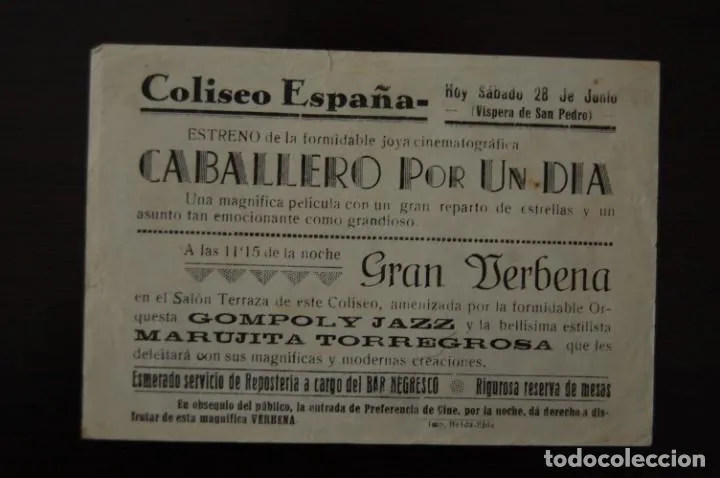 Coliseo España-
Hoy Sábado 28 de Junio
(Víspera de San Pedro)
ESTRENO de la formidable joya cinematográfica
CABALLERO POR UN DIA
Una magnífica película con un gran reparto de estrellas y un
asunto tan emocionante como grandioso.
A las 11'15 de la noche
Gran Verbena
en el Salón Terraza de este Coliseo, amenizada por la formidable Or-
questa GOMPOLY JAZZ y la bellísima estilista
MARUJITA TORREGROSA que les
deleitará con sus magníficas y modernas creaciones.
Esmerado servicio de Repostería a cargo del BAR NEGRESCO
Rigurosa reserva de mesas
En obsequio del público, la entrada de Preferencia de Cine, por la noche, dá derecho a dis-
frutar de esta magnífica VERBENA.
Imp.
todocoleccion